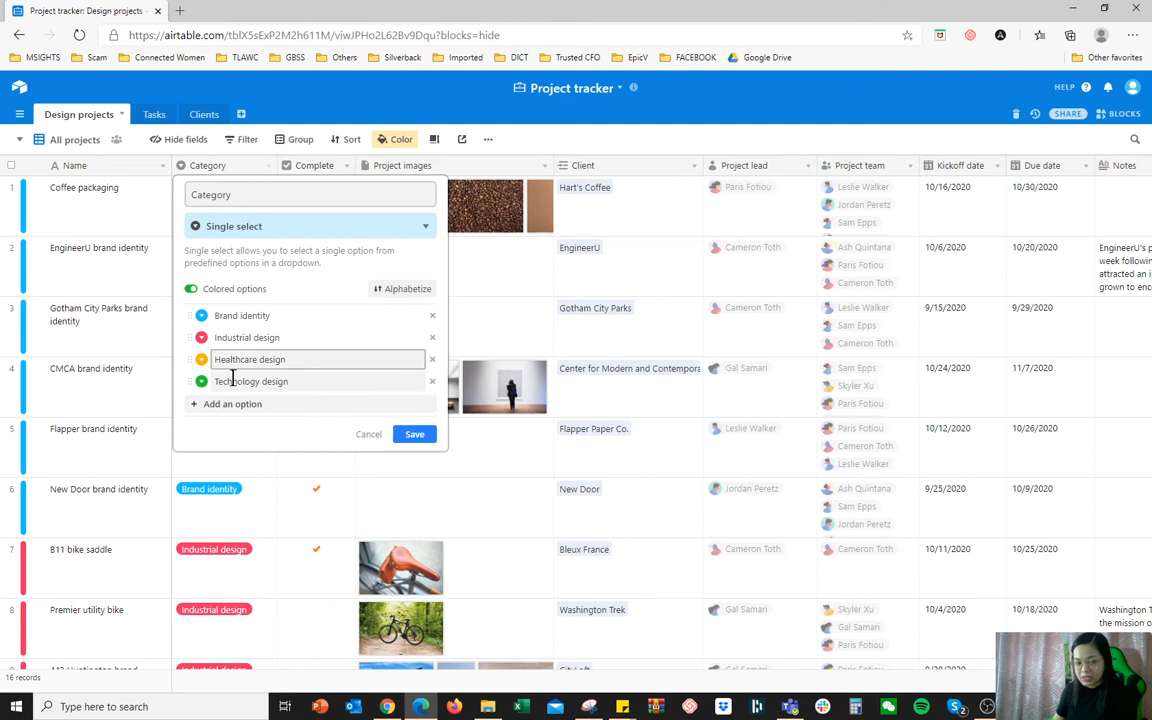 Design projects - Project tracker
https://airtable.com/tblX5sExP2M2h611M/viwJPHo2L62Bv9Dqu?blocks=hide
MSIGHTS Scam Connected Women TLAWC GBSS Others Silverback Imported DICT Trusted CFO EpicV FACEBOOK Google Drive Other favorites
Project tracker
HELP
Design projects Tasks Clients
SHARE BLOCKS
All projects Hide fields Filter Group Sort Color
Name Category Complete Project images Client Project lead Project team Kickoff date Due date Notes
Category
Single select
Single select allows you to select a single option from
predefined options in a dropdown.
Colored options Alphabetize
Brand identity
Industrial design
Healthcare design
Technology design
+ Add an option
Cancel Save
1 Coffee packaging Hart's Coffee Paris Fotiou Leslie Walker 10/16/2020 10/30/2020
Jordan Peretz
Sam Epps
2 EngineerU brand identity EngineerU Cameron Toth Ash Quintana 10/6/2020 10/20/2020 EngineerU's p
Paris Fotiou week following
Cameron Toth attracted an i
grown to enc
3 Gotham City Parks brand Gotham City Parks Cameron Toth Leslie Walker 9/15/2020 9/29/2020
identity Sam Epps
Cameron Toth
4 CMCA brand identity Center for Modern and Contempora Gal Samari Sam Epps 10/24/2020 11/7/2020
Skyler Xu
Paris Fotiou
5 Flapper brand identity Flapper Paper Co. Leslie Walker Paris Fotiou 10/12/2020 10/26/2020
Cameron Toth
Leslie Walker
6 New Door brand identity Brand identity New Door Jordan Peretz Ash Quintana 9/25/2020 10/9/2020
Sam Epps
Jordan Peretz
7 B11 bike saddle Industrial design Bleux France Cameron Toth Cameron Toth 10/11/2020 10/25/2020
8 Premier utility bike Industrial design Washington Trek Gal Samari Skyler Xu 10/4/2020 10/18/2020 Washington T
Gal Samari the mission o
Paris Fotiou
Industrial design
16 records
Type here to search